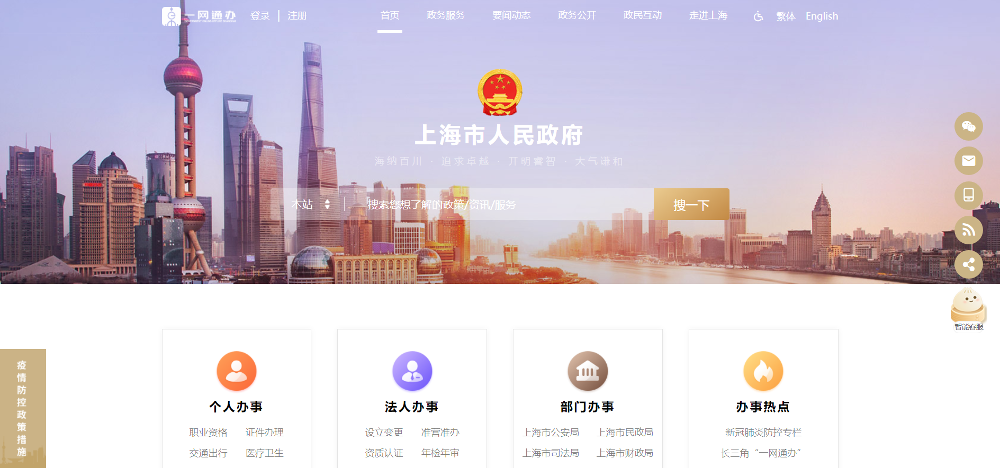 一网通办
GOVERNMENT ONLINE-OFFLINE SHANGHAI
登录 | 注册
首页 政务服务 要闻动态 政务公开 政民互动 走进上海
繁体 English
上海市人民政府
海纳百川 · 追求卓越 · 开明睿智 · 大气谦和
本站 搜索您想了解的政策/资讯/服务 搜一下
智能客服
疫情防控政策措施
个人办事
职业资格 证件办理
交通出行 医疗卫生
法人办事
设立变更 准营准办
资质认证 年检年审
部门办事
上海市公安局 上海市民政局
上海市司法局 上海市财政局
办事热点
新冠肺炎防控专栏
长三角“一网通办”